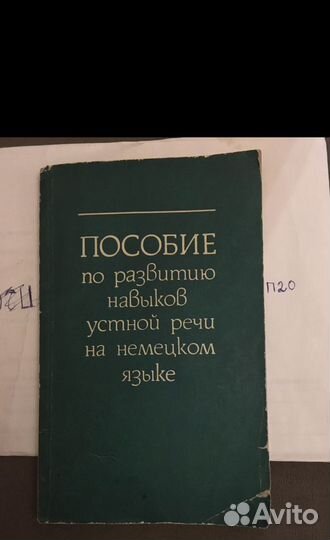 ПОСОБИЕ
по развитию
навыков
устной речи
на немецком
языке
п20
Avito